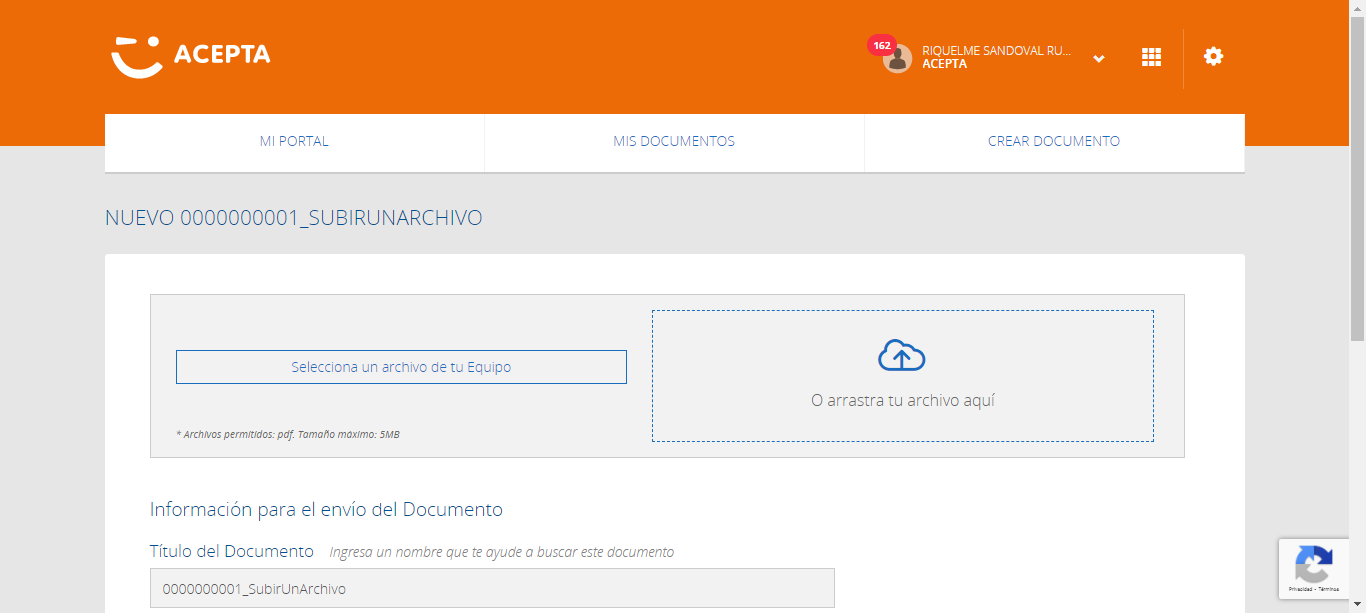 ACEPTA
162
RIQUELME SANDOVAL RU...
ACEPTA
MI PORTAL
MIS DOCUMENTOS
CREAR DOCUMENTO
NUEVO 0000000001_SUBIRUNARCHIVO
Selecciona un archivo de tu Equipo
* Archivos permitidos: pdf. Tamaño máximo: 5MB
O arrastra tu archivo aquí
Información para el envío del Documento
Título del Documento Ingresa un nombre que te ayude a buscar este documento
0000000001_SubirUnArchivo
Privacidad - Términos